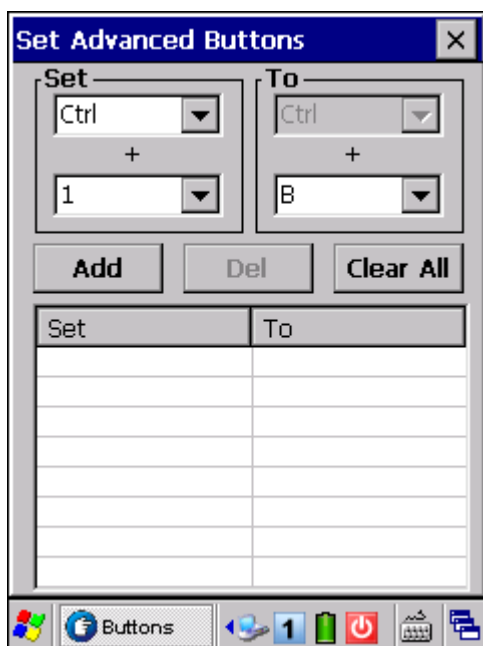 Set Advanced Buttons
Set To
Ctrl Ctrl
+ +
1 B
Add Del Clear All
Set To
Buttons 1